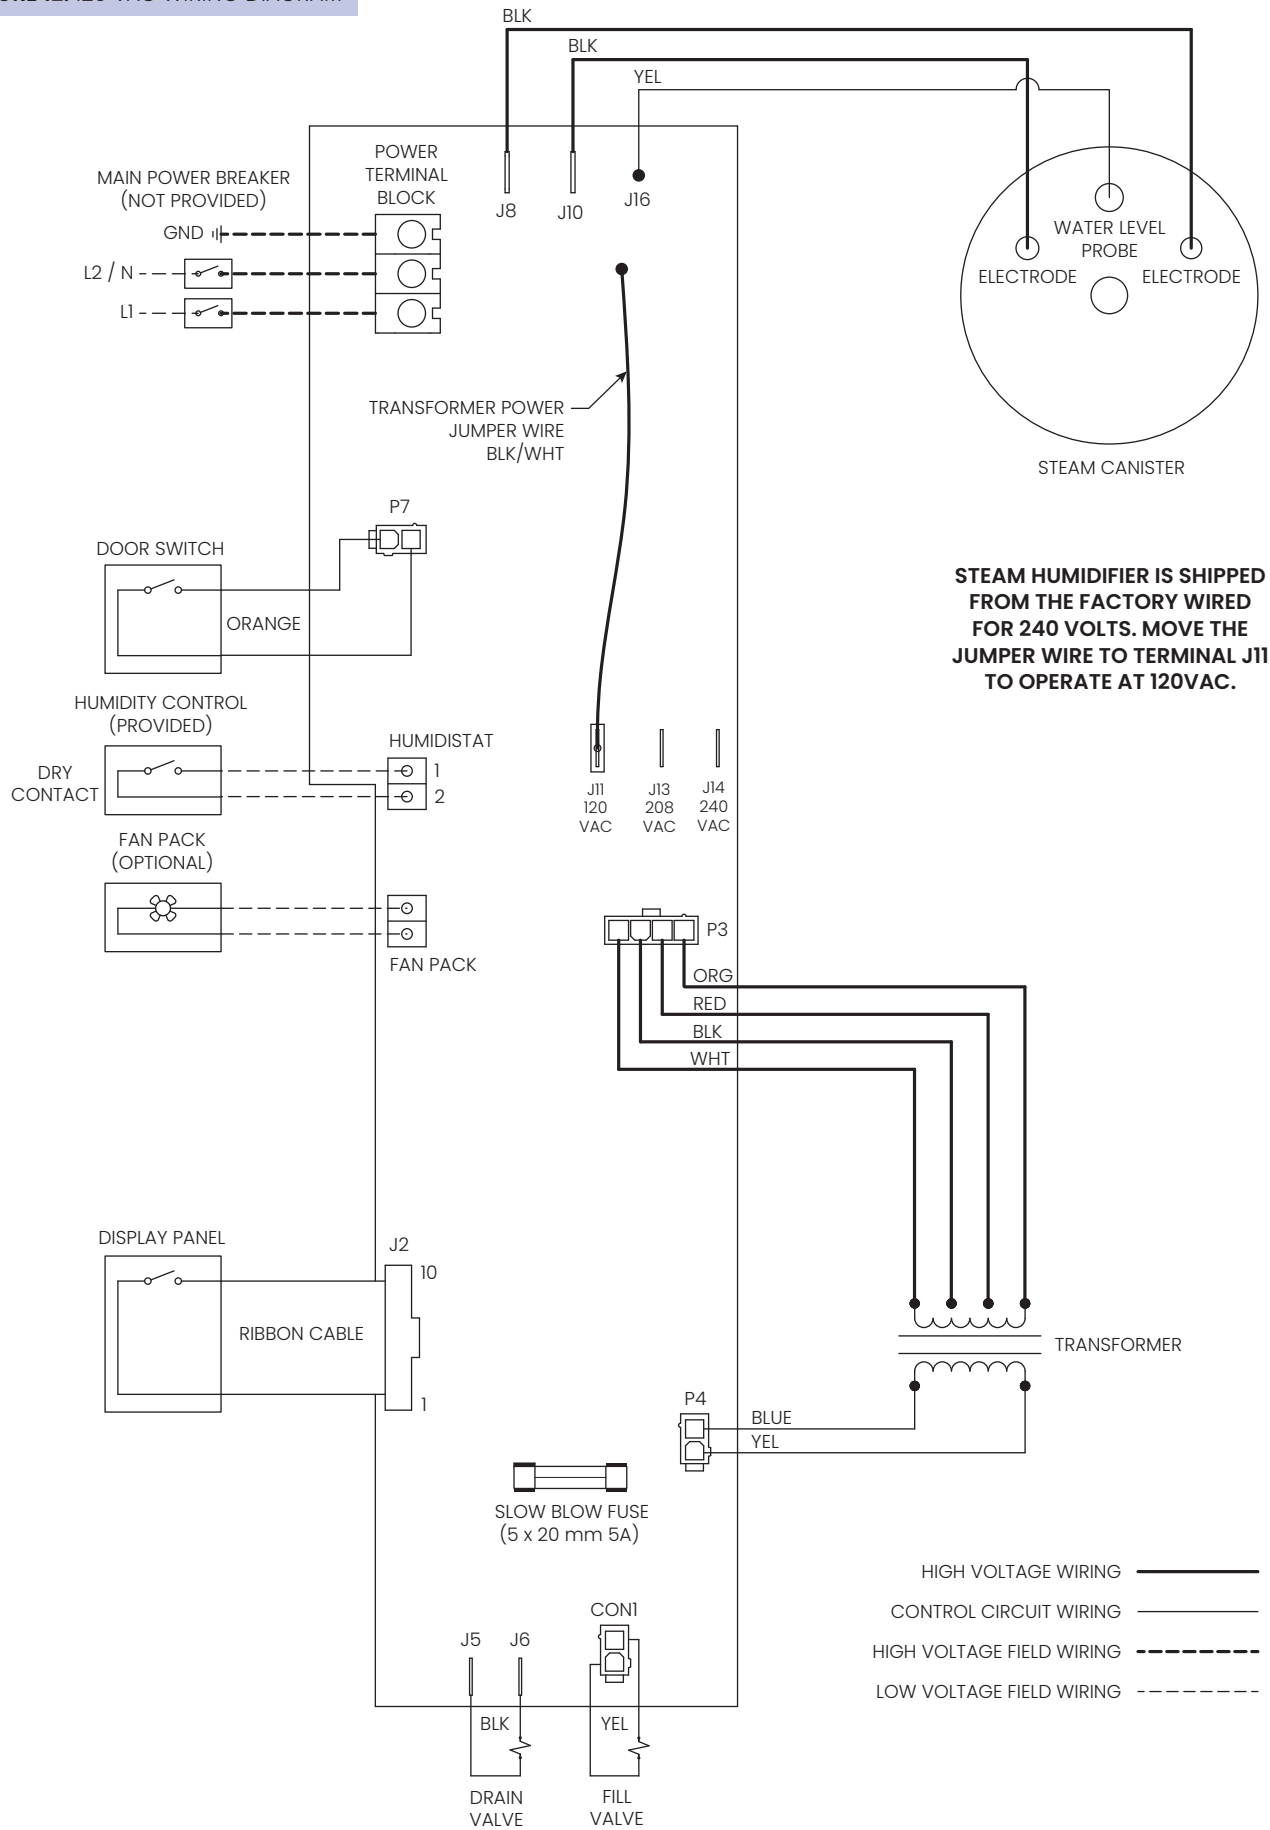 120 VAC WIRING DIAGRAM
BLK
BLK
YEL
POWER
TERMINAL
BLOCK
MAIN POWER BREAKER
(NOT PROVIDED)
GND
L2 / N
L1
J8
J10
J16
WATER LEVEL
PROBE
ELECTRODE
ELECTRODE
TRANSFORMER POWER
JUMPER WIRE
BLK/WHT
STEAM CANISTER
P7
DOOR SWITCH
ORANGE
STEAM HUMIDIFIER IS SHIPPED
FROM THE FACTORY WIRED
FOR 240 VOLTS. MOVE THE
JUMPER WIRE TO TERMINAL J11
TO OPERATE AT 120VAC.
HUMIDITY CONTROL
(PROVIDED)
DRY
CONTACT
HUMIDISTAT
1
2
J11
120
VAC
J13
208
VAC
J14
240
VAC
FAN PACK
(OPTIONAL)
FAN PACK
P3
ORG
RED
BLK
WHT
DISPLAY PANEL
J2
10
RIBBON CABLE
1
TRANSFORMER
P4
BLUE
YEL
SLOW BLOW FUSE
(5 x 20 mm 5A)
HIGH VOLTAGE WIRING
CONTROL CIRCUIT WIRING
HIGH VOLTAGE FIELD WIRING
LOW VOLTAGE FIELD WIRING
CON1
J5
J6
BLK
YEL
DRAIN
VALVE
FILL
VALVE